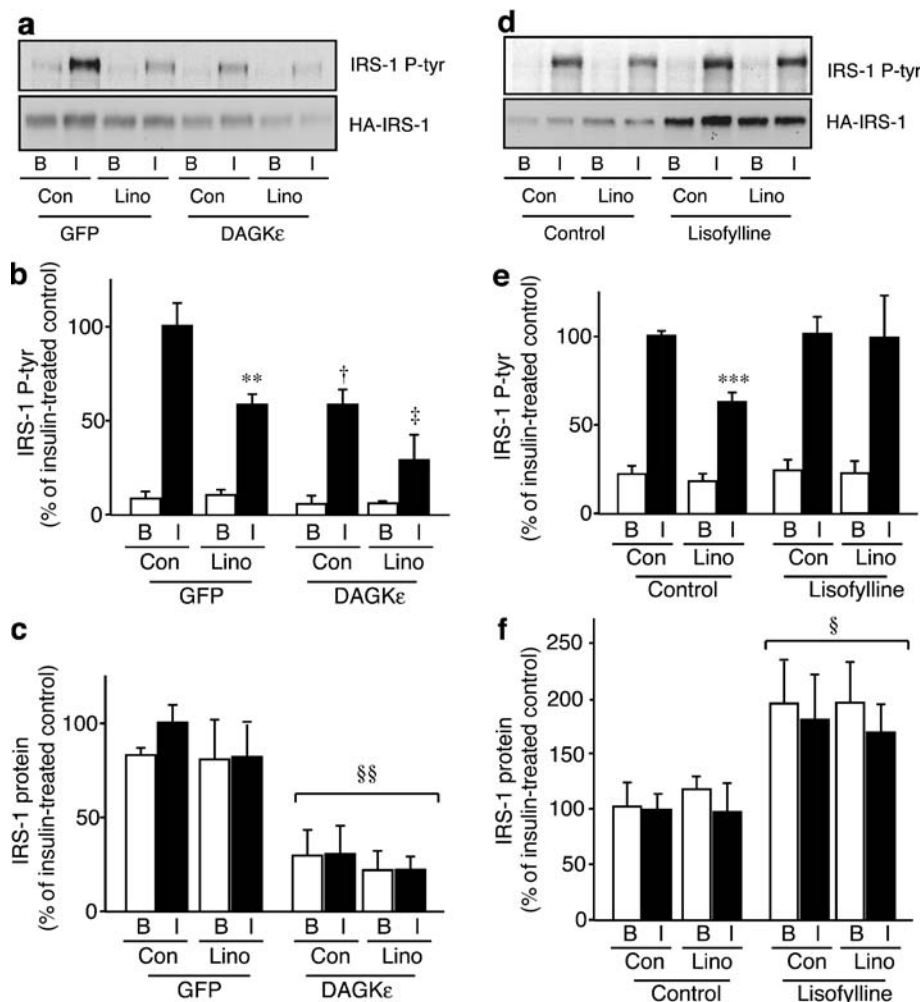 a
IRS-1 P-tyr
HA-IRS-1
B I B I B I B I
Con Lino Con Lino
GFP DAGKε
d
IRS-1 P-tyr
HA-IRS-1
B I B I B I B I
Con Lino Con Lino
Control Lisofylline
b
IRS-1 P-tyr
(% of insulin-treated control)
100
50
0
**
†
‡
B I B I B I B I
Con Lino Con Lino
GFP DAGKε
e
IRS-1 P-tyr
(% of insulin-treated control)
100
50
0
***
B I B I B I B I
Con Lino Con Lino
Control Lisofylline
c
IRS-1 protein
(% of insulin-treated control)
100
50
0
§§
B I B I B I B I
Con Lino Con Lino
GFP DAGKε
f
IRS-1 protein
(% of insulin-treated control)
250
200
150
100
50
0
§
B I B I B I B I
Con Lino Con Lino
Control Lisofylline